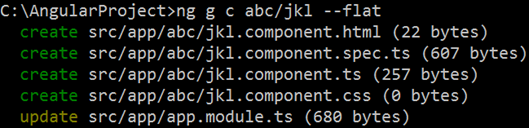 C:\AngularProject>ng g c abc/jkl --flat
create src/app/abc/jkl.component.html (22 bytes)
create src/app/abc/jkl.component.spec.ts (607 bytes)
create src/app/abc/jkl.component.ts (257 bytes)
create src/app/abc/jkl.component.css (0 bytes)
update src/app/app.module.ts (680 bytes)